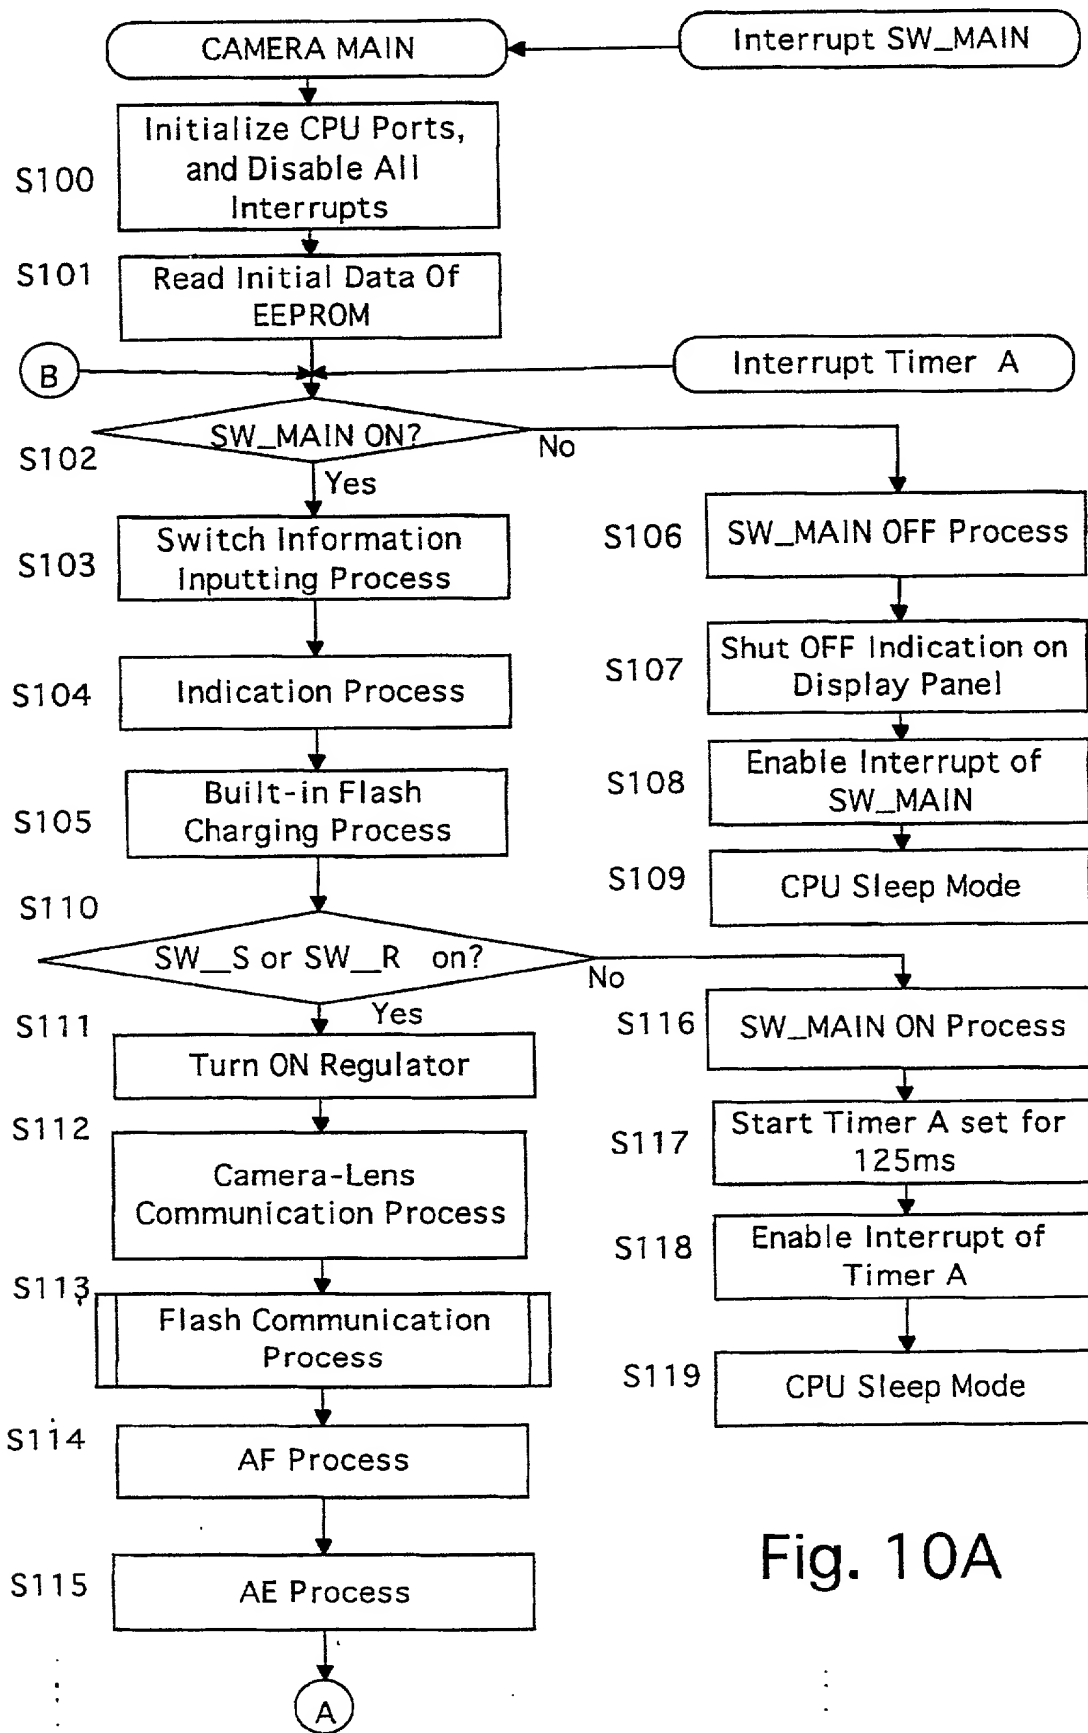 CAMERA MAIN
Interrupt SW_MAIN
S100
Initialize CPU Ports,
and Disable All
Interrupts
S101
Read Initial Data Of
EEPROM
B
Interrupt Timer A
S102
SW_MAIN ON?
No
Yes
S103
Switch Information
Inputting Process
S106
SW_MAIN OFF Process
S104
Indication Process
S107
Shut OFF Indication on
Display Panel
S105
Built-in Flash
Charging Process
S108
Enable Interrupt of
SW_MAIN
S109
CPU Sleep Mode
S110
SW__S or SW__R on?
No
Yes
S111
Turn ON Regulator
S116
SW_MAIN ON Process
S112
Camera-Lens
Communication Process
S117
Start Timer A set for
125ms
S113
Flash Communication
Process
S118
Enable Interrupt of
Timer A
S119
CPU Sleep Mode
S114
AF Process
S115
AE Process
A
Fig. 10A